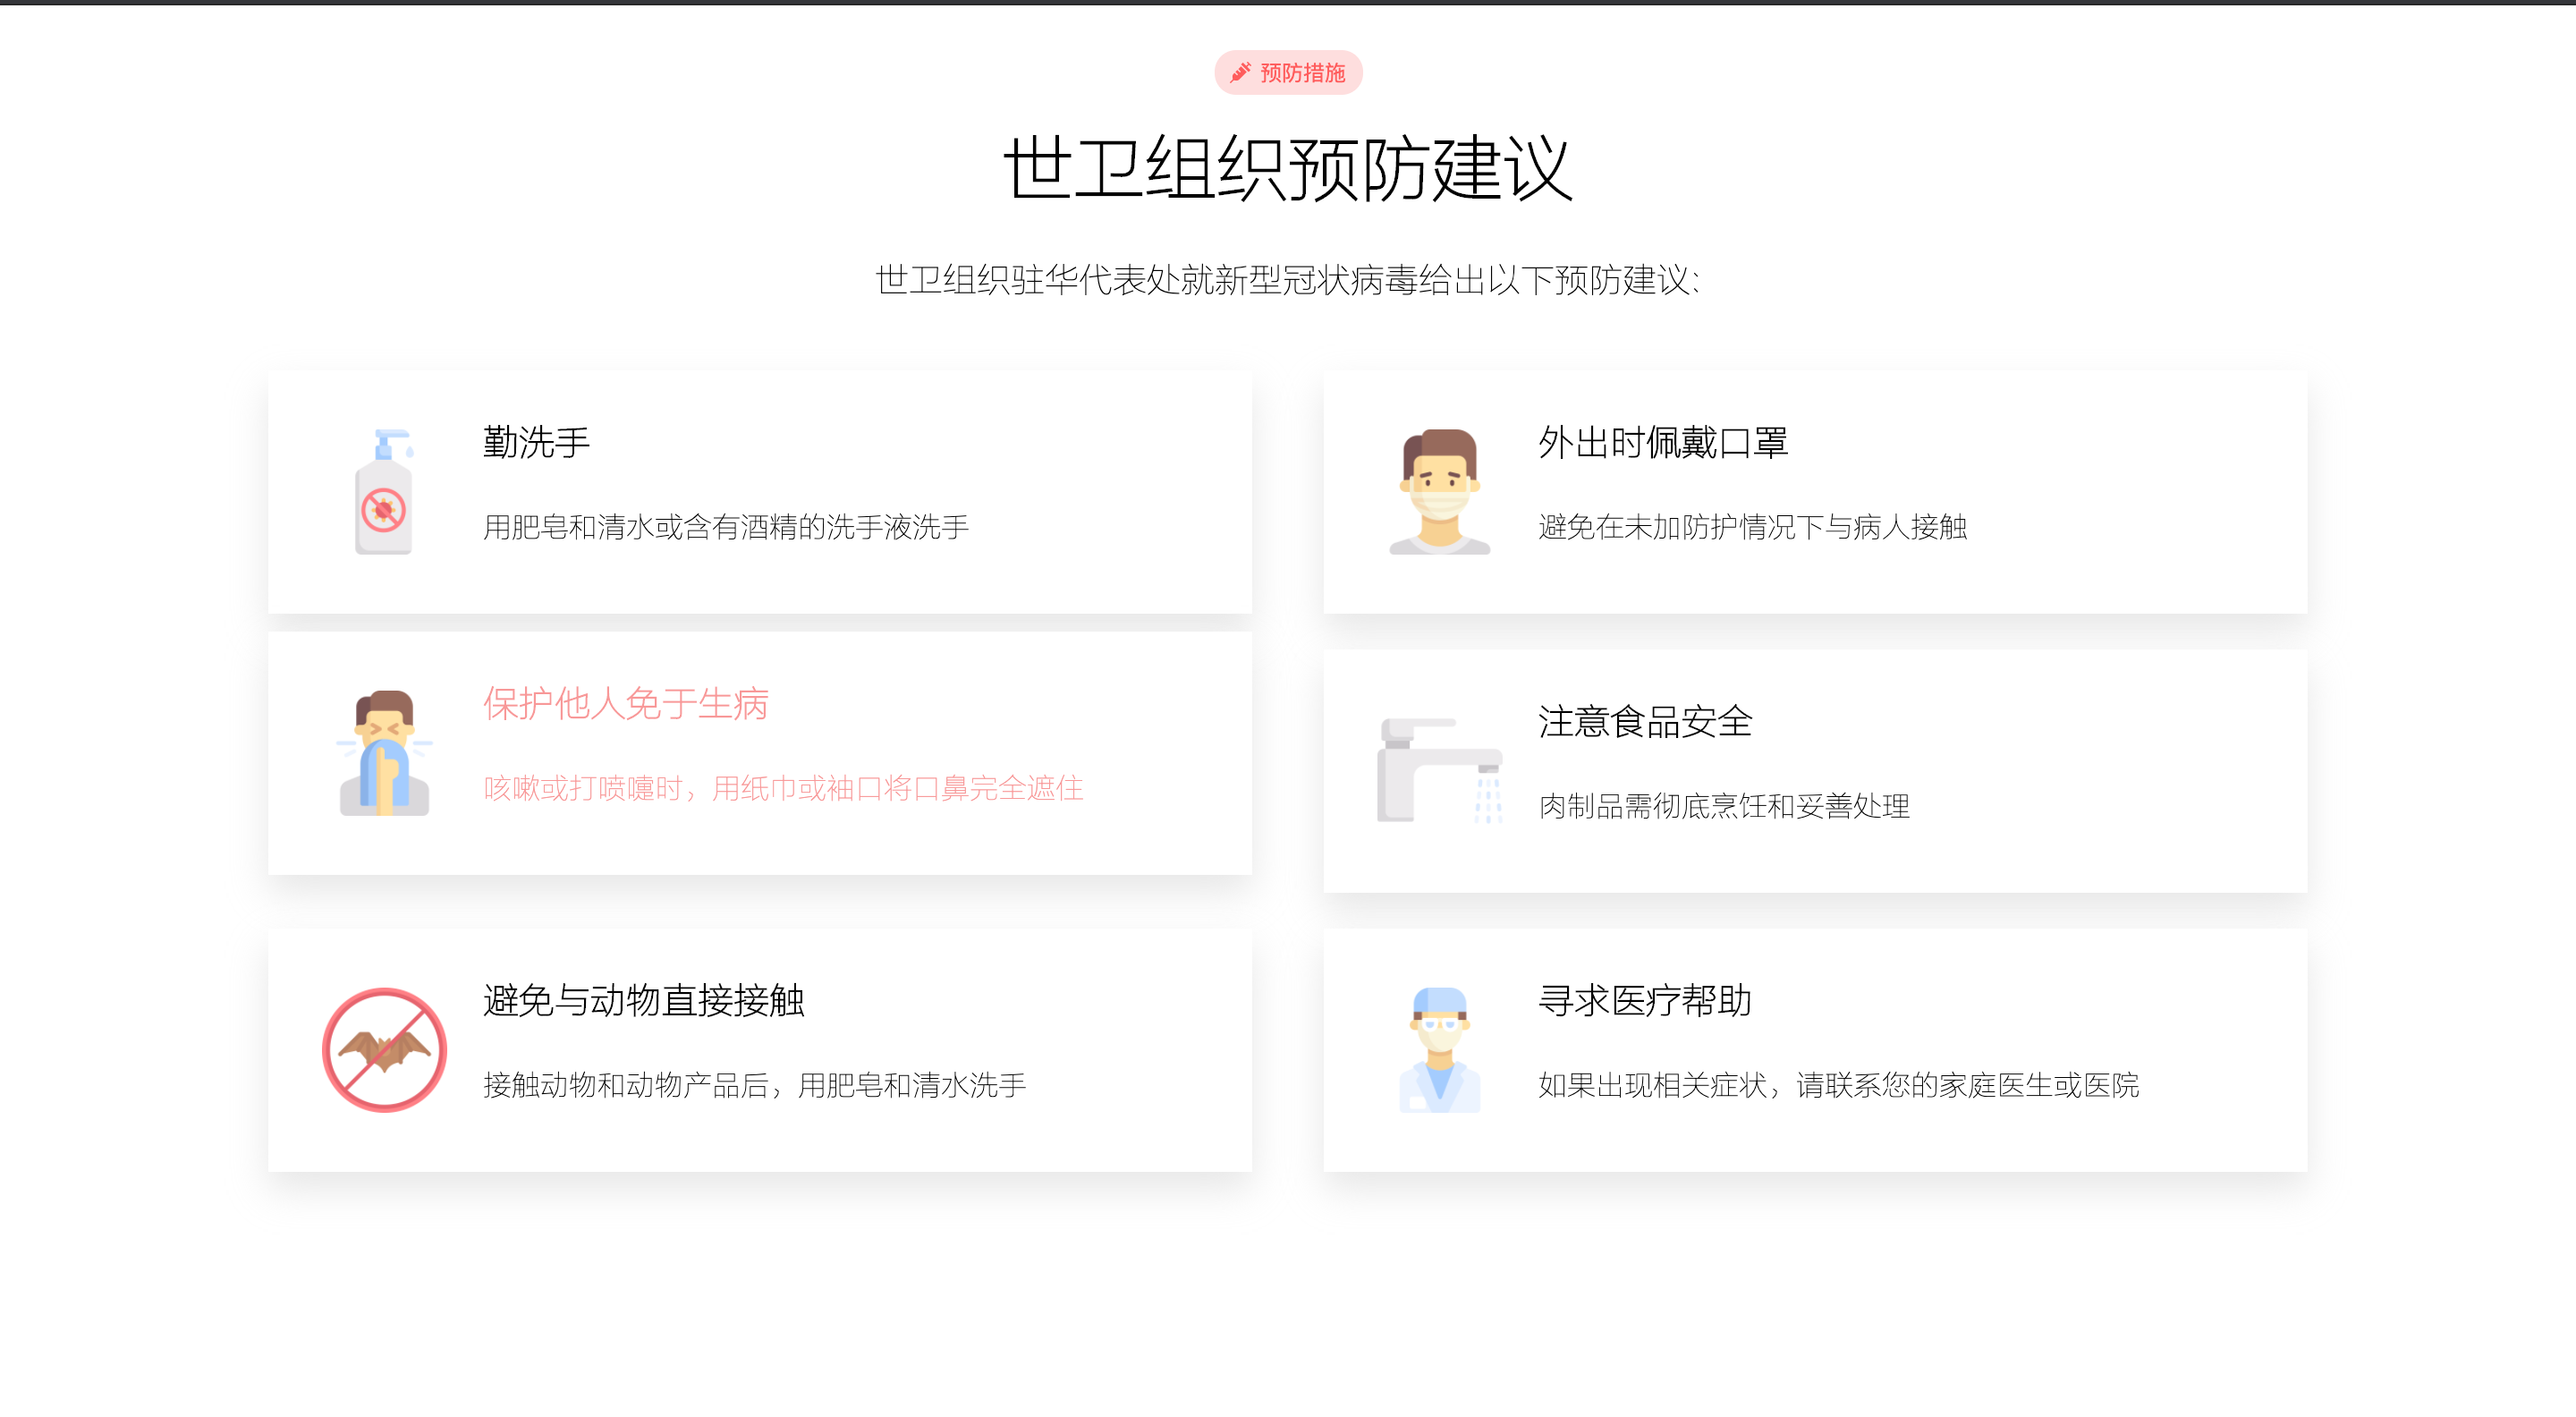 预防措施
世卫组织预防建议
世卫组织驻华代表处就新型冠状病毒给出以下预防建议：
勤洗手
用肥皂和清水或含有酒精的洗手液洗手
外出时佩戴口罩
避免在未加防护情况下与病人接触
保护他人免于生病
咳嗽或打喷嚏时，用纸巾或袖口将口鼻完全遮住
注意食品安全
肉制品需彻底烹饪和妥善处理
避免与动物直接接触
接触动物和动物产品后，用肥皂和清水洗手
寻求医疗帮助
如果出现相关症状，请联系您的家庭医生或医院